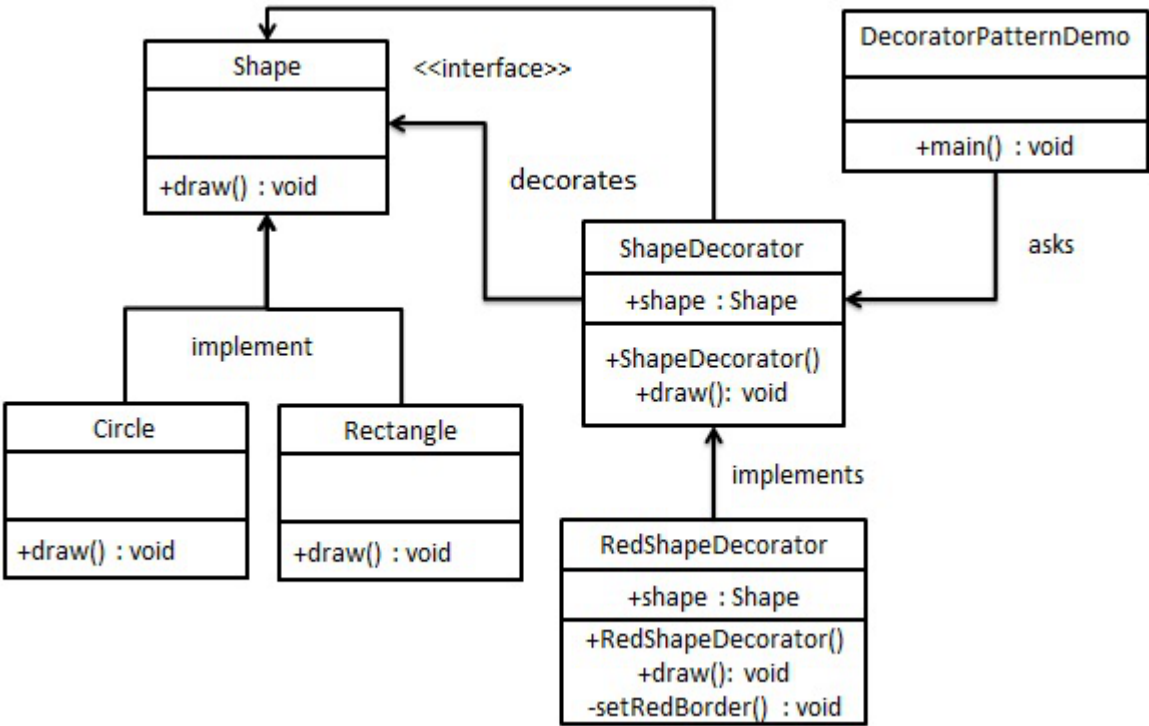 Shape
+draw() : void
<<interface>>
DecoratorPatternDemo
+main() : void
decorates
asks
ShapeDecorator
+shape : Shape
+ShapeDecorator()
+draw(): void
implement
Circle
+draw() : void
Rectangle
+draw() : void
implements
RedShapeDecorator
+shape : Shape
+RedShapeDecorator()
+draw(): void
-setRedBorder() : void